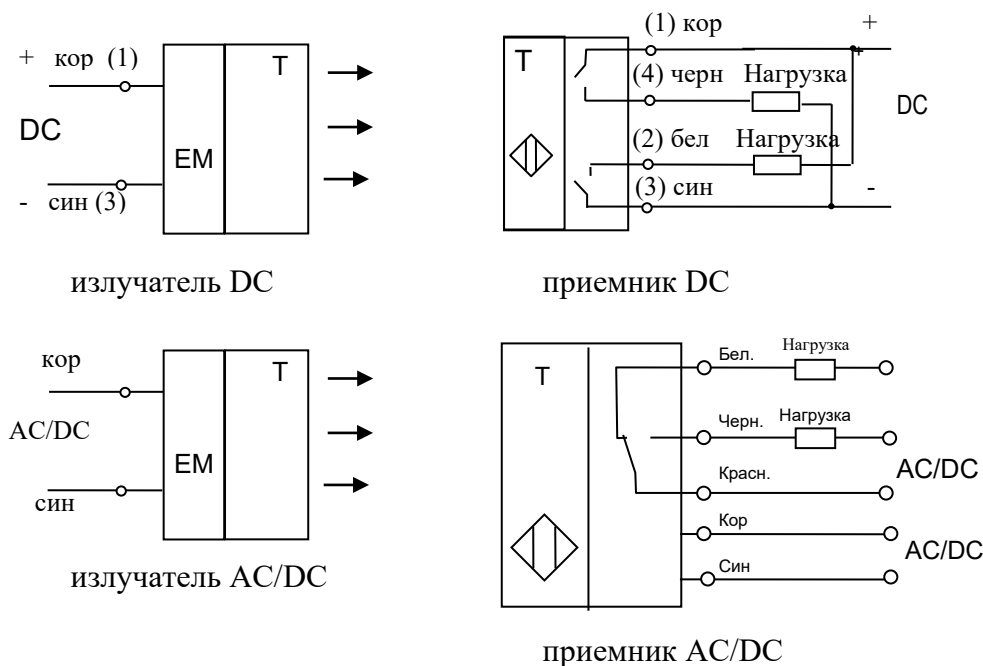 + кор (1)
DC
- син (3)
EM
T
излучатель DC
T
(1) кор
(4) черн Нагрузка
(2) бел Нагрузка
(3) син
+
+
DC
-
приемник DC
кор
AC/DC
син
EM
T
излучатель AC/DC
T
Бел. Нагрузка
Черн. Нагрузка
Красн.
AC/DC
Кор
AC/DC
Син
приемник AC/DC